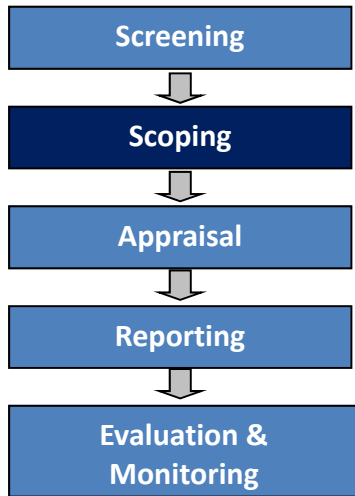 Screening
Scoping
Appraisal
Reporting
Evaluation &
Monitoring